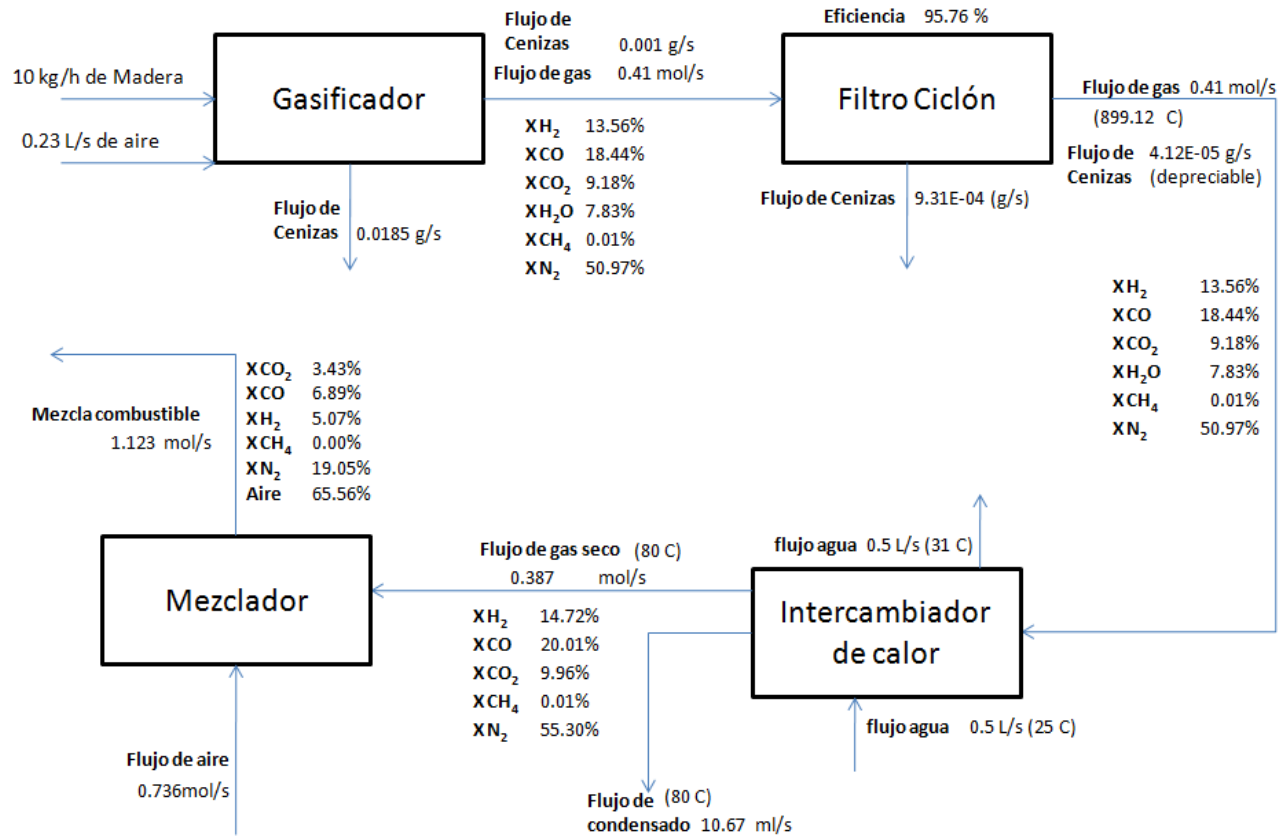 Eficiencia 95.76 %
Flujo de
Cenizas 0.001 g/s
Flujo de gas 0.41 mol/s
10 kg/h de Madera
0.23 L/s de aire
Gasificador
Filtro Ciclón
Flujo de gas 0.41 mol/s
(899.12 C)
Flujo de 4.12E-05 g/s
Cenizas (depreciable)
XH2 13.56%
XCO 18.44%
XCO2 9.18%
XH2O 7.83%
XCH4 0.01%
XN2 50.97%
Flujo de
Cenizas 0.0185 g/s
Flujo de Cenizas 9.31E-04 (g/s)
XH2 13.56%
XCO 18.44%
XCO2 9.18%
XH2O 7.83%
XCH4 0.01%
XN2 50.97%
Mezcla combustible
1.123 mol/s
XCO2 3.43%
XCO 6.89%
XH2 5.07%
XCH4 0.00%
XN2 19.05%
Aire 65.56%
Mezclador
Flujo de gas seco (80 C)
0.387 mol/s
XH2 14.72%
XCO 20.01%
XCO2 9.96%
XCH4 0.01%
XN2 55.30%
flujo agua 0.5 L/s (31 C)
Intercambiador
de calor
flujo agua 0.5 L/s (25 C)
Flujo de aire
0.736mol/s
Flujo de (80 C)
condensado 10.67 ml/s